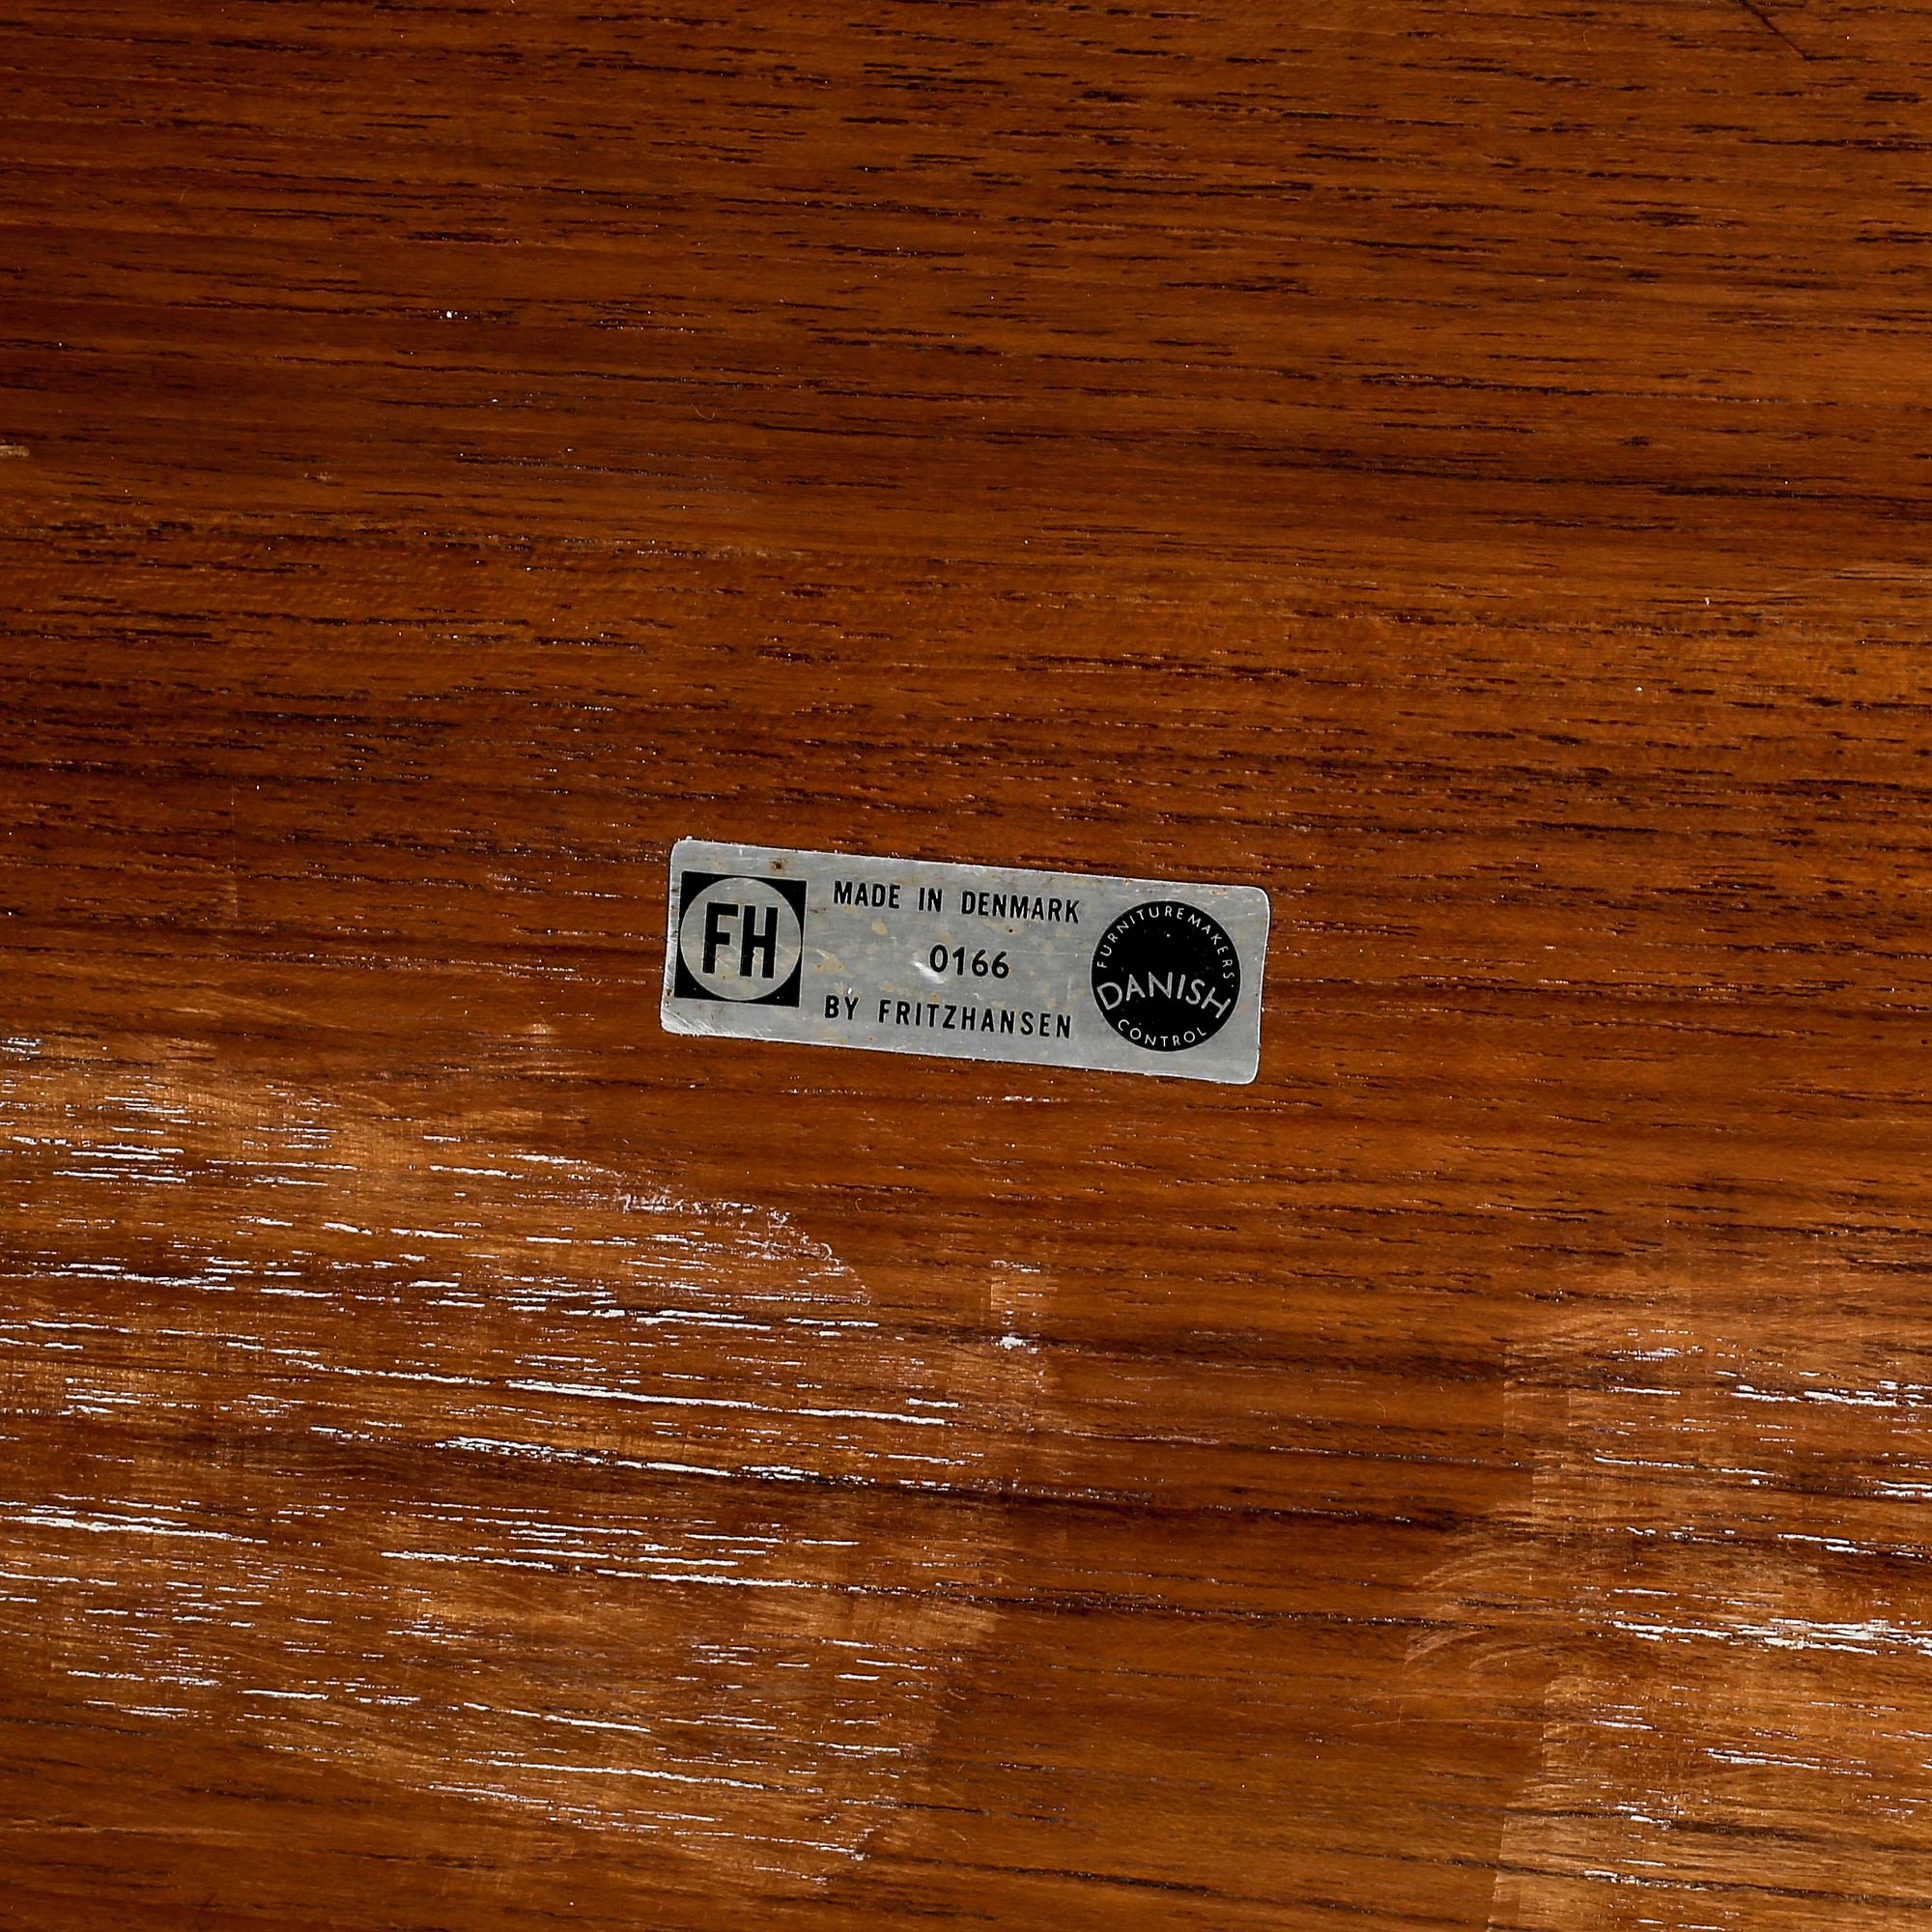 FH
MADE IN DENMARK
0166
BY FRITZHANSEN
FURNITUREMAKERS
DANISH
CONTROL